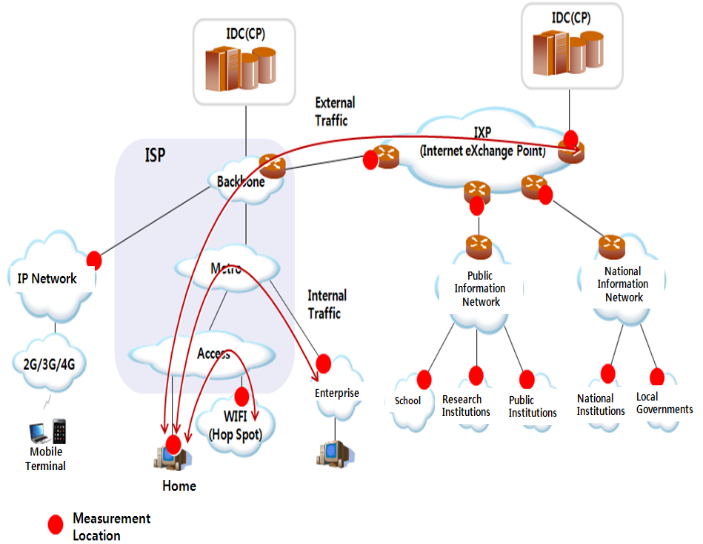 IDC(CP)
IDC(CP)
External
Traffic
IXP
(Internet eXchange Point)
ISP
Backbone
IP Network
Metro
Internal
Traffic
Public
Information
Network
National
Information
Network
Access
2G/3G/4G
WIFI
(Hop Spot)
Enterprise
School
Research
Institutions
Public
Institutions
National
Institutions
Local
Governments
Mobile
Terminal
Home
Measurement
Location